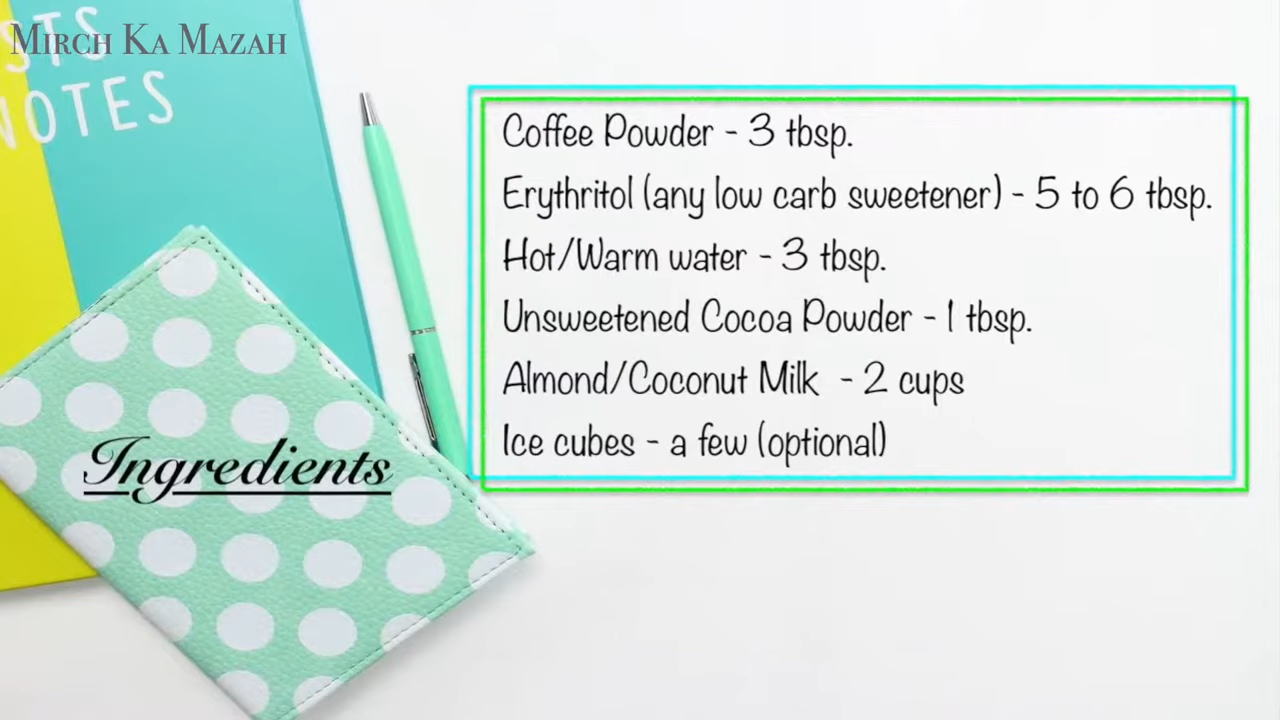 MIRCH KA MAZAH
STS
NOTES
Coffee Powder - 3 tbsp.
Erythritol (any low carb sweetener) - 5 to 6 tbsp.
Hot/Warm water - 3 tbsp.
Unsweetened Cocoa Powder - 1 tbsp.
Almond/Coconut Milk - 2 cups
Ice cubes - a few (optional)
Ingredients